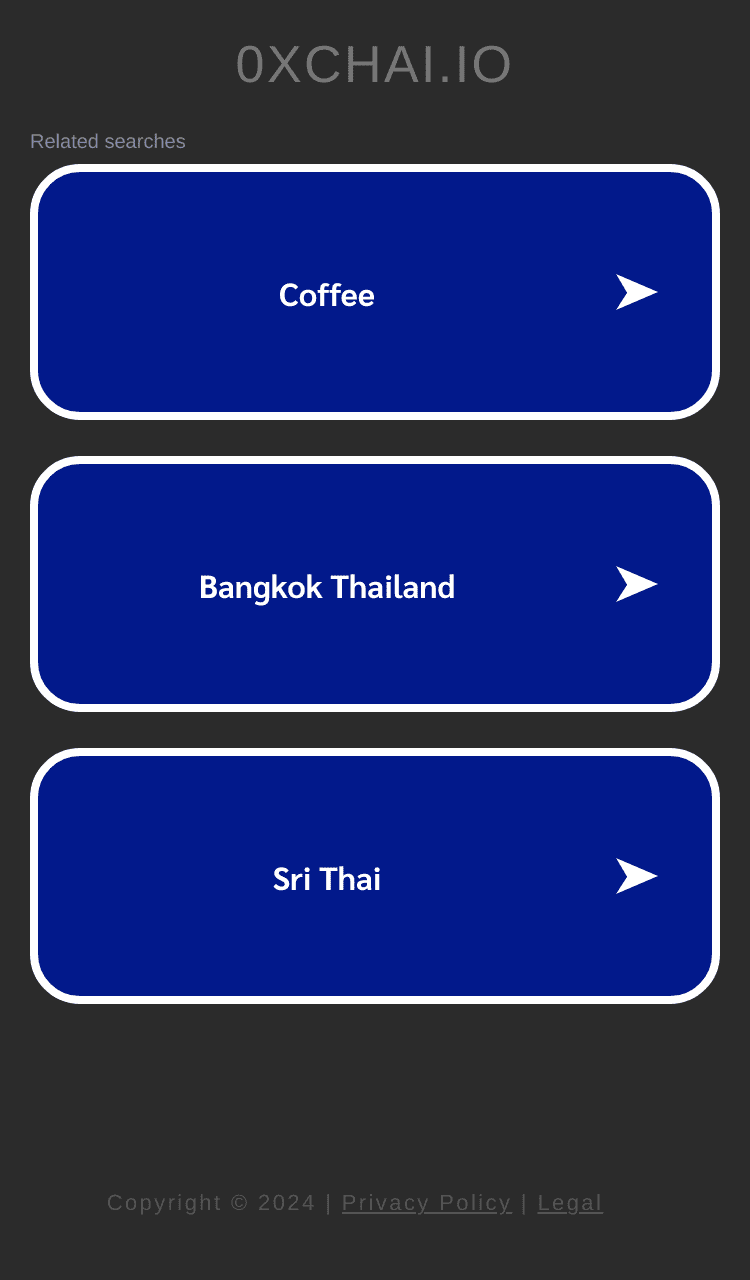 0XCHAI.IO
Related searches
Coffee
Bangkok Thailand
Sri Thai
Copyright © 2024 | Privacy Policy | Legal